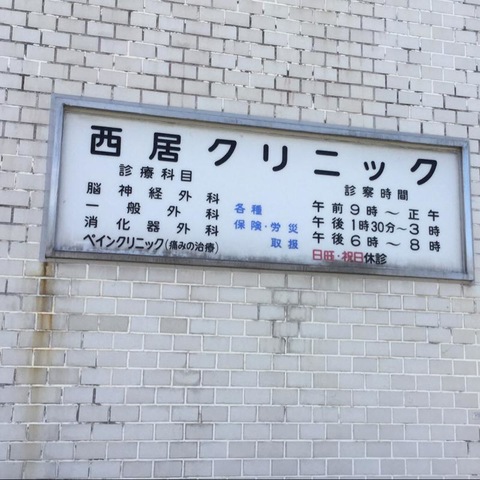 西居クリニック
診療科目
脳神経外科
一般外科
消化器外科
ペインクリニック(痛みの治療)
各種
保険・労災
取扱
診察時間
午前9時～正午
午後1時30分～3時
午後6時～8時
日旺・祝日休診